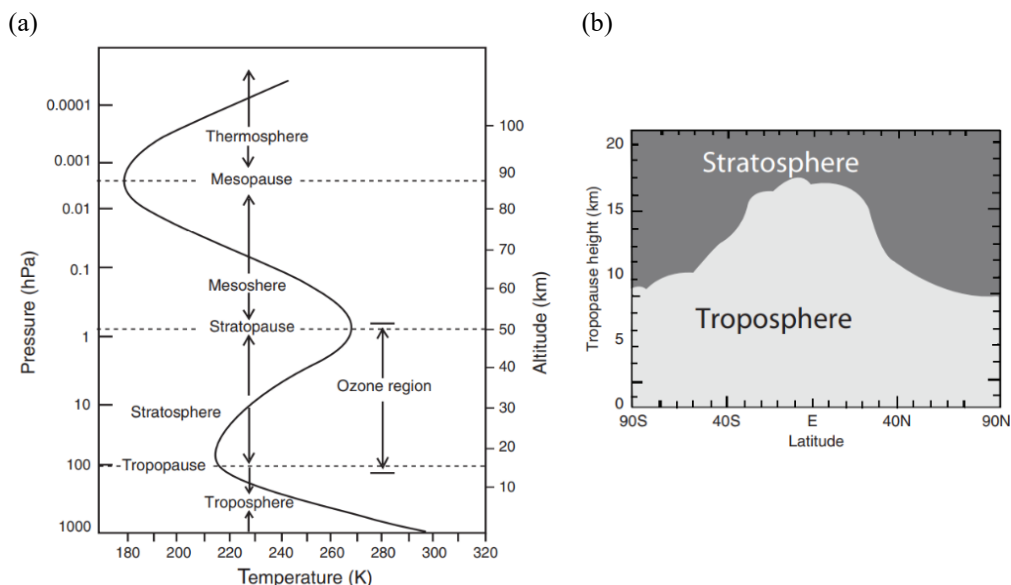 (a)
(b)
Pressure (hPa)
0.0001
0.001
0.01
0.1
1
10
100
1000
Thermosphere
Mesopause
Mesoshere
Stratopause
Ozone region
Stratosphere
Tropopause
Troposphere
100
90
80
70
60
50
40
30
20
10
Altitude (km)
180 200 220 240 260 280 300 320
Temperature (K)
Tropopause height (km)
20
15
10
5
0
Stratosphere
Troposphere
90S 40S E 40N 90N
Latitude